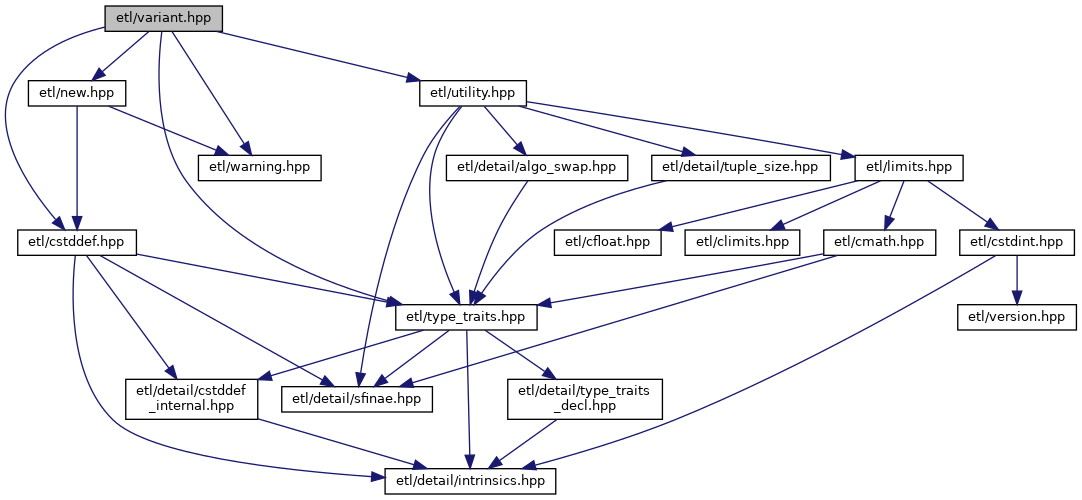 etl/variant.hpp
etl/new.hpp
etl/utility.hpp
etl/warning.hpp
etl/detail/algo_swap.hpp
etl/detail/tuple_size.hpp
etl/limits.hpp
etl/cstddef.hpp
etl/cfloat.hpp
etl/climits.hpp
etl/cmath.hpp
etl/cstdint.hpp
etl/type_traits.hpp
etl/version.hpp
etl/detail/cstddef
_internal.hpp
etl/detail/sfinae.hpp
etl/detail/type_traits
_decl.hpp
etl/detail/intrinsics.hpp